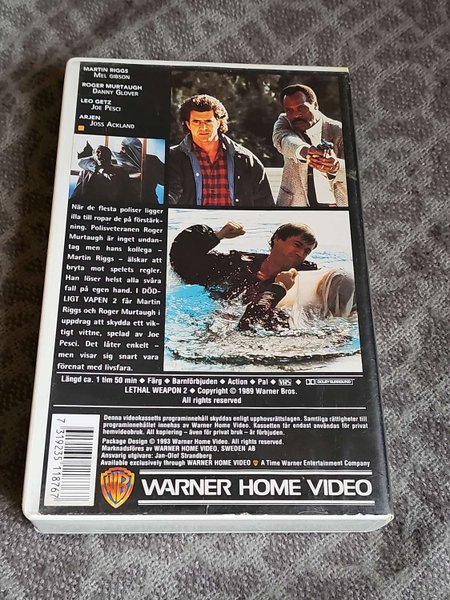 MARTIN RIGGS
MEL GIBSON
ROGER MURTAUGH
DANNY GLOVER
LEO GETZ
JOE PESCI
ARJEN
JOSS ACKLAND
När de flesta poliser ligger
illa till ropar de på förstärk-
ning. Polisveteranen Roger
Murtaugh är inget undan-
tag men hans kollega –
Martin Riggs – älskar att
bryta mot spelets regler.
Han löser helst alla svåra
fall på egen hand. I DÖD-
LIGT VAPEN 2 får Martin
Riggs och Roger Murtaugh i
uppdrag att skydda ett vik-
tigt vittne, spelad av Joe
Pesci. Det låter enkelt –
men visar sig snart vara
förenat med livsfara.
Längd ca. 1 tim 50 min • Färg • Barnförbjuden • Action • Pal • VHS • DOLBY SURROUND
LETHAL WEAPON 2 • Copyright © 1989 Warner Bros.
All rights reserved
Denna videokassetts programinnehåll skyddas enligt upphovsrättslagen. Samtliga rättigheter till
programinnehållet innehas av Warner Home Video. Kassetten får endast användas för privat
hemvideobruk. All kopiering – även för privat bruk – är förbjuden.
Package Design © 1993 Warner Home Video. All rights reserved.
Marknadsföres av WARNER HOME VIDEO, SWEDEN AB
Ansvarig utgivare: Jan-Olof Strandberg
Available exclusively through WARNER HOME VIDEO A Time Warner Entertainment Company
7 319235 118767
WB WARNER HOME VIDEO